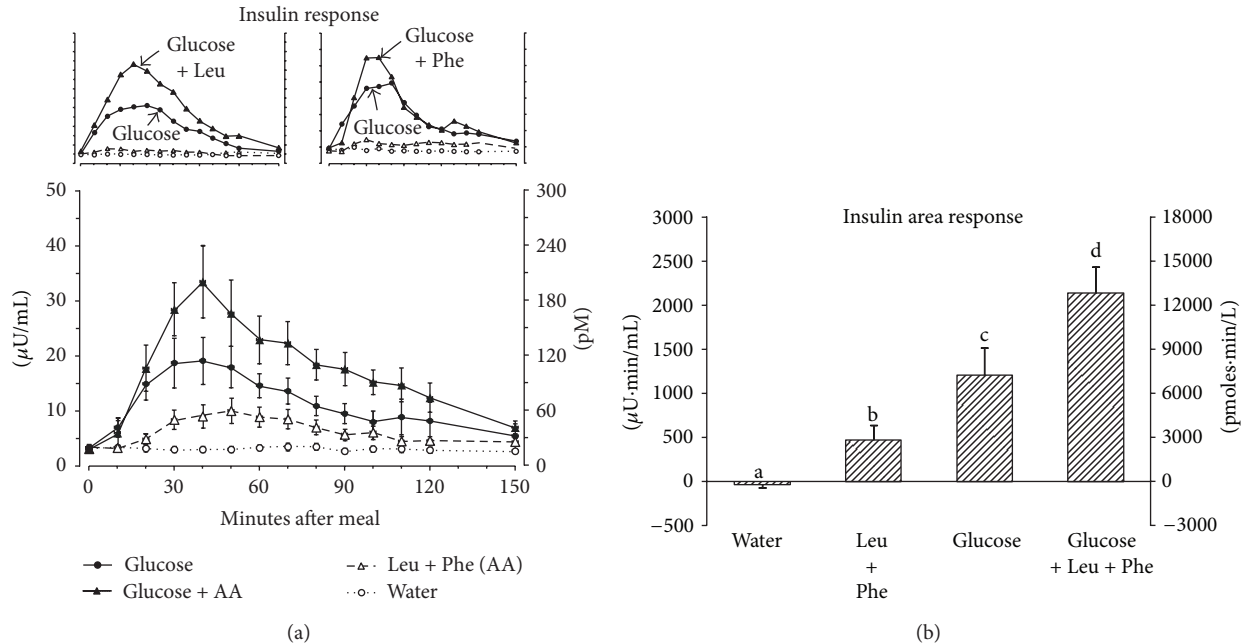 Insulin response
Glucose
+ Leu
Glucose
Glucose
+ Phe
Glucose
50
40
30
20
10
0
(μU/mL)
300
240
180
120
60
0
(pM)
0
30
60
90
120
150
Minutes after meal
Glucose
Glucose + AA
Leu + Phe (AA)
Water
(a)
Insulin area response
3000
2500
2000
1500
1000
500
0
−500
(μU·min/mL)
18000
15000
12000
9000
6000
3000
0
−3000
(pmoles·min/L)
a
b
c
d
Water
Leu
+
Phe
Glucose
Glucose
+ Leu + Phe
(b)